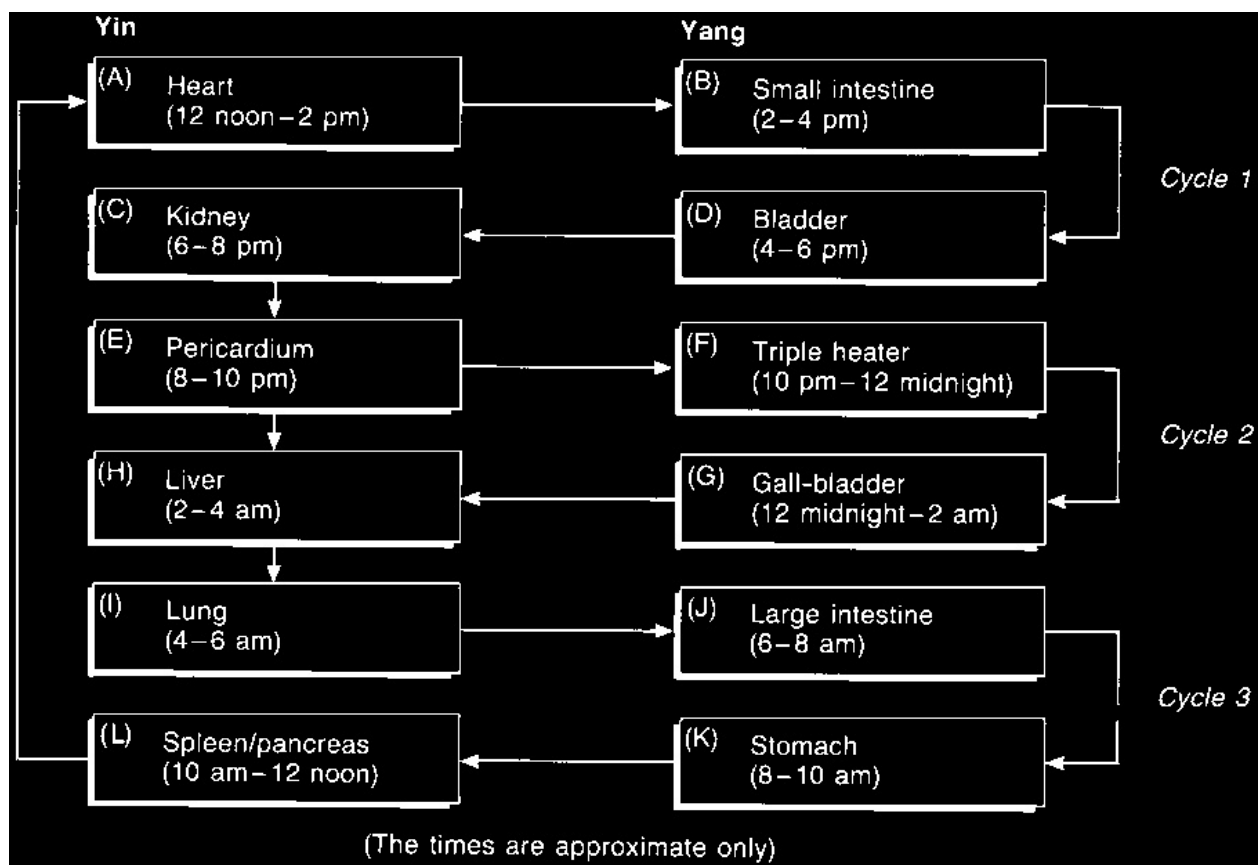 Yin
Yang
(A) Heart
(12 noon–2 pm)
(B) Small intestine
(2–4 pm)
Cycle 1
(C) Kidney
(6–8 pm)
(D) Bladder
(4–6 pm)
(E) Pericardium
(8–10 pm)
(F) Triple heater
(10 pm–12 midnight)
Cycle 2
(H) Liver
(2–4 am)
(G) Gall-bladder
(12 midnight–2 am)
(I) Lung
(4–6 am)
(J) Large intestine
(6–8 am)
Cycle 3
(L) Spleen/pancreas
(10 am–12 noon)
(K) Stomach
(8–10 am)
(The times are approximate only)